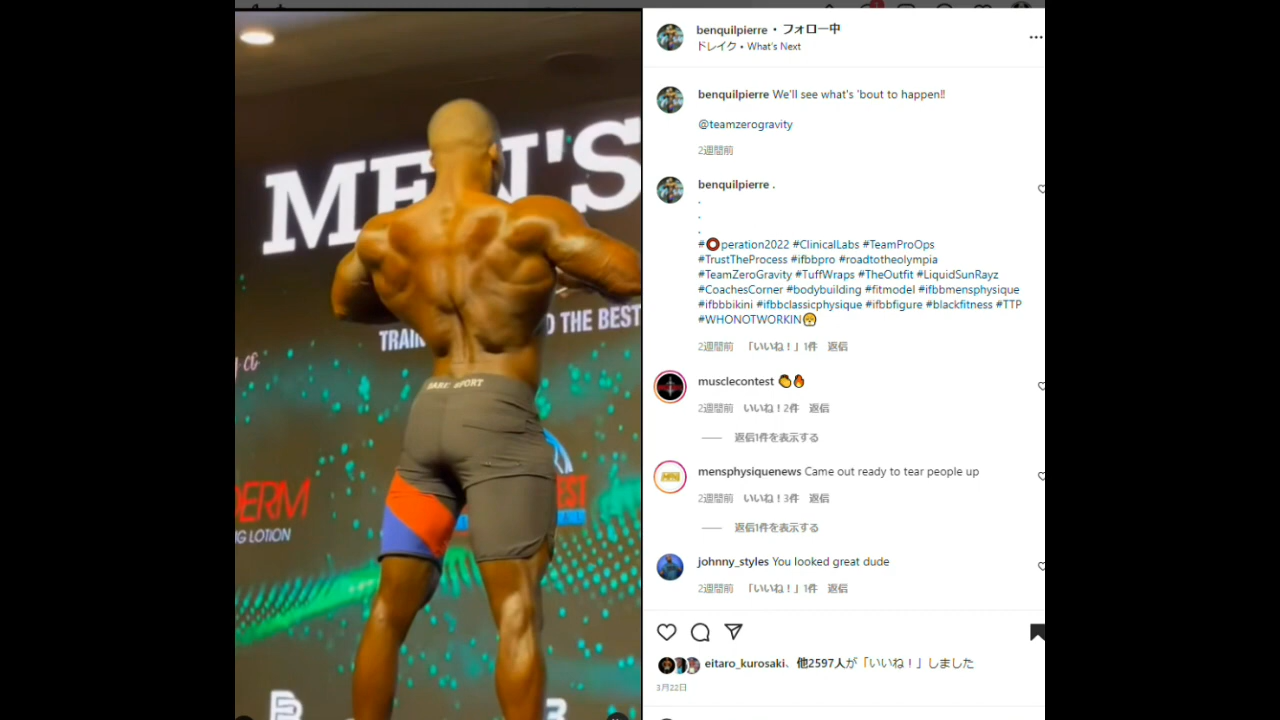 MEN'S
TRAIN
O THE BEST
DERM
NG LOTION
EST
benquilpierre • フォロー中
ドレイク • What's Next
benquilpierre We'll see what's 'bout to happen!!
@teamzerogravity
2週間前
benquilpierre .
.
.
.
#⭕peration2022 #ClinicalLabs #TeamProOps
#TrustTheProcess #ifbbpro #roadtotheolympia
#TeamZeroGravity #TuffWraps #TheOutfit #LiquidSunRayz
#CoachesCorner #bodybuilding #fitmodel #ifbbmensphysique
#ifbbbikini #ifbbclassicphysique #ifbbfigure #blackfitness #TTP
#WHONOTWORKIN😤
2週間前 「いいね！」1件 返信
musclecontest 👏🔥
2週間前 いいね！2件 返信
返信1件を表示する
mensphysiquenews Came out ready to tear people up
2週間前 いいね！3件 返信
返信1件を表示する
johnny_styles You looked great dude
2週間前 「いいね！」1件 返信
eitaro_kurosaki、他2597人が「いいね！」しました
3月22日